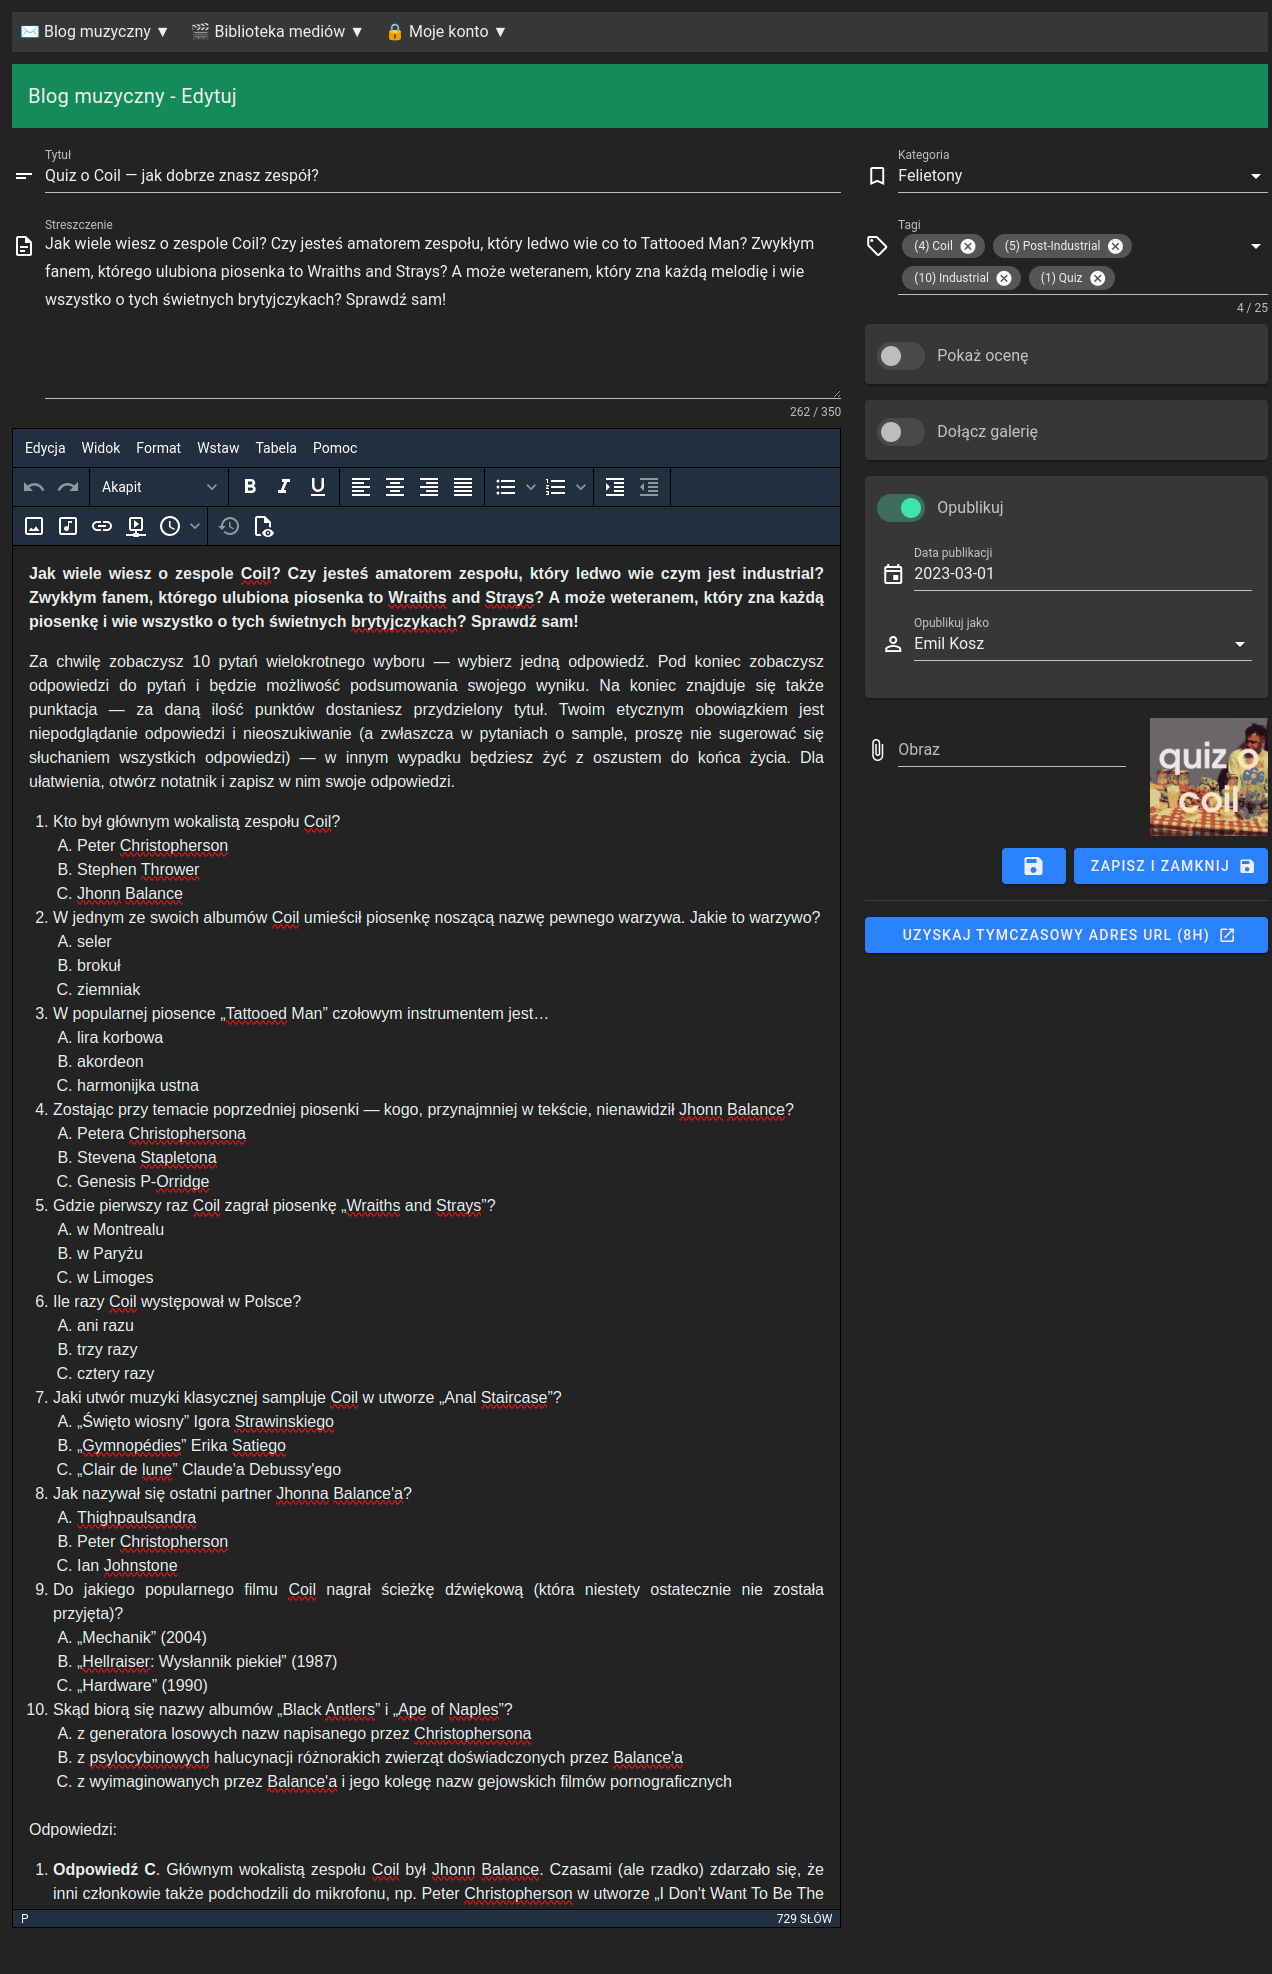 ✉️ Blog muzyczny ▼ 🎬 Biblioteka mediów ▼ 🔒 Moje konto ▼
Blog muzyczny - Edytuj
Tytuł
Quiz o Coil — jak dobrze znasz zespół?
Streszczenie
Jak wiele wiesz o zespole Coil? Czy jesteś amatorem zespołu, który ledwo wie co to Tattooed Man? Zwykłym
fanem, którego ulubiona piosenka to Wraiths and Strays? A może weteranem, który zna każdą melodię i wie
wszystko o tych świetnych brytyjczykach? Sprawdź sam!
262 / 350
Edycja Widok Format Wstaw Tabela Pomoc
Akapit
Jak wiele wiesz o zespole Coil? Czy jesteś amatorem zespołu, który ledwo wie czym jest industrial?
Zwykłym fanem, którego ulubiona piosenka to Wraiths and Strays? A może weteranem, który zna każdą
piosenkę i wie wszystko o tych świetnych brytyjczykach? Sprawdź sam!
Za chwilę zobaczysz 10 pytań wielokrotnego wyboru — wybierz jedną odpowiedź. Pod koniec zobaczysz
odpowiedzi do pytań i będzie możliwość podsumowania swojego wyniku. Na koniec znajduje się także
punktacja — za daną ilość punktów dostaniesz przydzielony tytuł. Twoim etycznym obowiązkiem jest
niepodglądanie odpowiedzi i nieoszukiwanie (a zwłaszcza w pytaniach o sample, proszę nie sugerować się
słuchaniem wszystkich odpowiedzi) — w innym wypadku będziesz żyć z oszustem do końca życia. Dla
ułatwienia, otwórz notatnik i zapisz w nim swoje odpowiedzi.
1. Kto był głównym wokalistą zespołu Coil?
A. Peter Christopherson
B. Stephen Thrower
C. Jhonn Balance
2. W jednym ze swoich albumów Coil umieścił piosenkę noszącą nazwę pewnego warzywa. Jakie to warzywo?
A. seler
B. brokuł
C. ziemniak
3. W popularnej piosence „Tattooed Man” czołowym instrumentem jest…
A. lira korbowa
B. akordeon
C. harmonijka ustna
4. Zostając przy temacie poprzedniej piosenki — kogo, przynajmniej w tekście, nienawidził Jhonn Balance?
A. Petera Christophersona
B. Stevena Stapletona
C. Genesis P-Orridge
5. Gdzie pierwszy raz Coil zagrał piosenkę „Wraiths and Strays”?
A. w Montrealu
B. w Paryżu
C. w Limoges
6. Ile razy Coil występował w Polsce?
A. ani razu
B. trzy razy
C. cztery razy
7. Jaki utwór muzyki klasycznej sampluje Coil w utworze „Anal Staircase”?
A. „Święto wiosny” Igora Strawinskiego
B. „Gymnopédies” Erika Satiego
C. „Clair de lune” Claude'a Debussy'ego
8. Jak nazywał się ostatni partner Jhonna Balance'a?
A. Thighpaulsandra
B. Peter Christopherson
C. Ian Johnstone
9. Do jakiego popularnego filmu Coil nagrał ścieżkę dźwiękową (która niestety ostatecznie nie została
przyjęta)?
A. „Mechanik” (2004)
B. „Hellraiser: Wysłannik piekieł” (1987)
C. „Hardware” (1990)
10. Skąd biorą się nazwy albumów „Black Antlers” i „Ape of Naples”?
A. z generatora losowych nazw napisanego przez Christophersona
B. z psylocybinowych halucynacji różnorakich zwierząt doświadczonych przez Balance'a
C. z wyimaginowanych przez Balance'a i jego kolegę nazw gejowskich filmów pornograficznych
Odpowiedzi:
1. Odpowiedź C. Głównym wokalistą zespołu Coil był Jhonn Balance. Czasami (ale rzadko) zdarzało się, że
inni członkowie także podchodzili do mikrofonu, np. Peter Christopherson w utworze „I Don't Want To Be The
P 729 SŁÓW
Kategoria
Felietony
Tagi
(4) Coil (5) Post-Industrial
(10) Industrial (1) Quiz
4 / 25
Pokaż ocenę
Dołącz galerię
Opublikuj
Data publikacji
2023-03-01
Opublikuj jako
Emil Kosz
Obraz
quiz o
coil
ZAPISZ I ZAMKNIJ
UZYSKAJ TYMCZASOWY ADRES URL (8H)